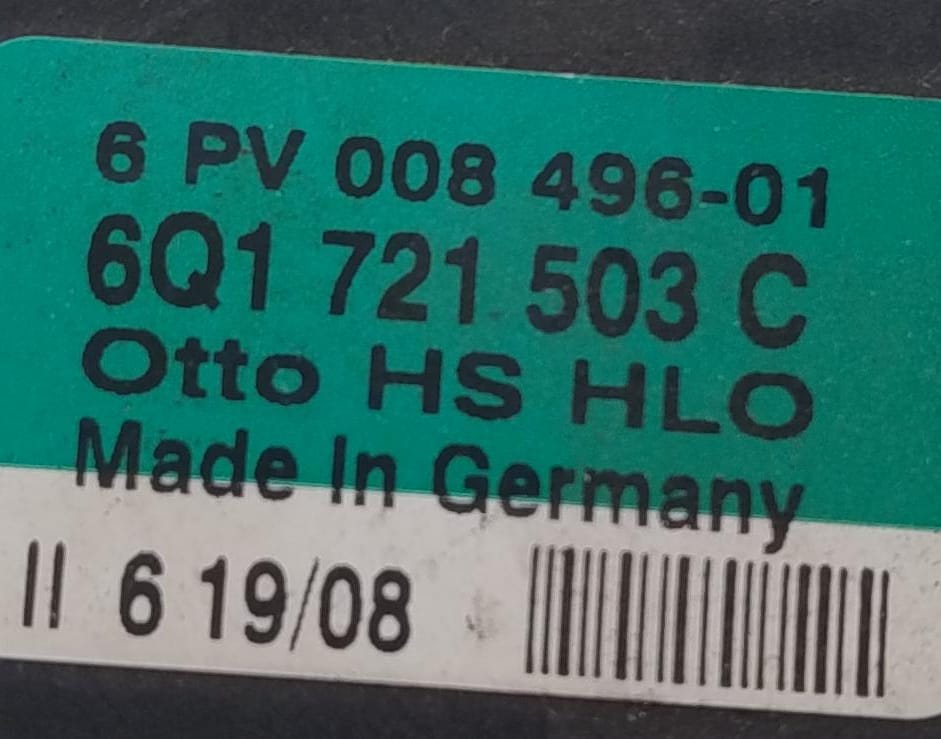 6 PV 008 496-01
6Q1 721 503 C
Otto HS HLO
Made In Germany
II 6 19/08